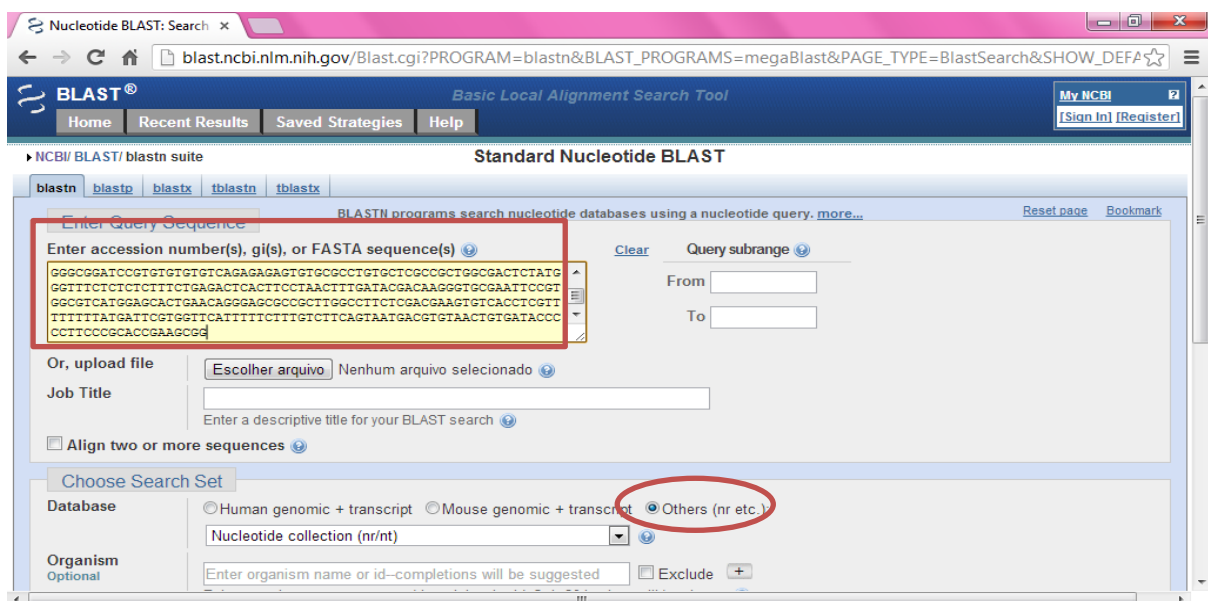 Nucleotide BLAST: Search
blast.ncbi.nlm.nih.gov/Blast.cgi?PROGRAM=blastn&BLAST_PROGRAMS=megaBlast&PAGE_TYPE=BlastSearch&SHOW_DEFA
BLAST® Basic Local Alignment Search Tool My NCBI
Home Recent Results Saved Strategies Help [Sign In] [Register]
NCBI/ BLAST/ blastn suite Standard Nucleotide BLAST
blastn blastp blastx tblastn tblastx
Enter Query Sequence BLASTN programs search nucleotide databases using a nucleotide query. more... Reset page Bookmark
Enter accession number(s), gi(s), or FASTA sequence(s) Clear Query subrange
GGGCGGATCCGTGTGTGTGTCAGAGAGAGTGTGCGCCTGTGCTCGCCGCTGGCGACTCTATG
GGTTTCTCTCTCTTTCTGAGACTCACTTCCTAACTTTGATACGACAAGGGTGCGAATTCCGT
GGCGTCATGGAGCACTGAACAGGGAGCGCCGCTTGGCCTTCTCGACGAAGTGTCACCTCGTT
TTTTTTATGATTCGTGGTTCATTTTTCTTTGTCTTCAGTAATGACGTGTAACTGTGATACCC
CCTTCCCGCACCGAAGCGG
From
To
Or, upload file Escolher arquivo Nenhum arquivo selecionado
Job Title
Enter a descriptive title for your BLAST search
Align two or more sequences
Choose Search Set
Database Human genomic + transcript Mouse genomic + transcript Others (nr etc.):
Nucleotide collection (nr/nt)
Organism
Optional
Enter organism name or id--completions will be suggested Exclude +